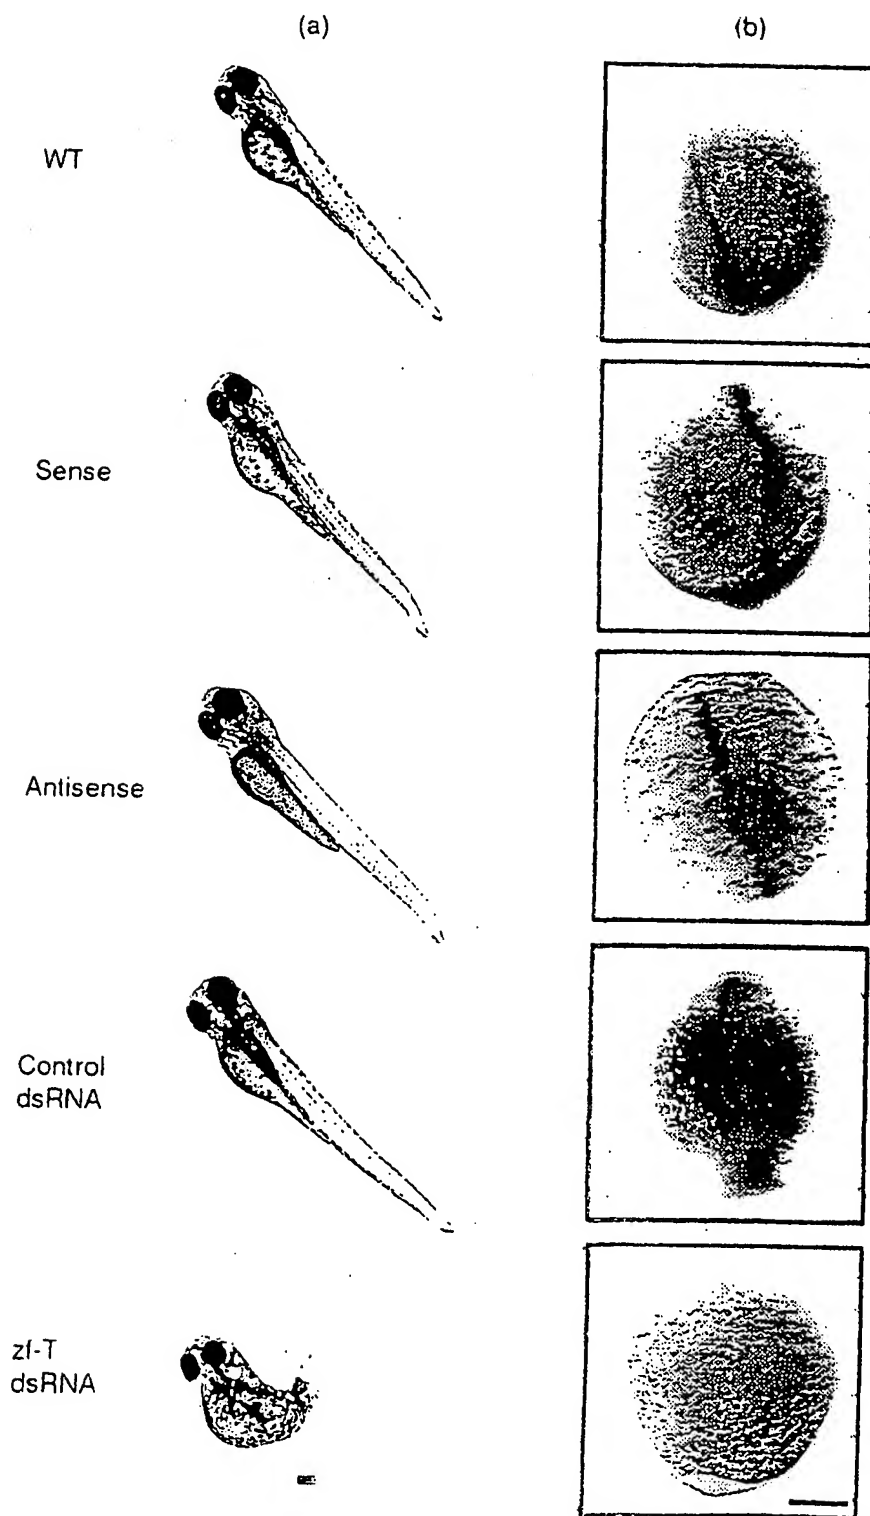 (a)
(b)
WT
Sense
Antisense
Control
dsRNA
zf-T
dsRNA